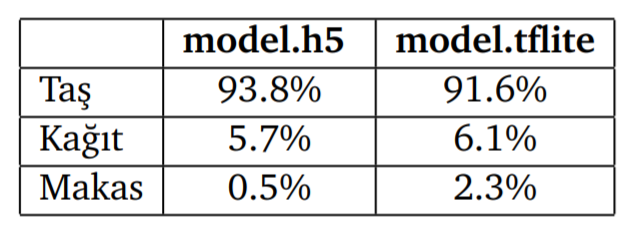 model.h5 model.tflite
Taş 93.8% 91.6%
Kağıt 5.7% 6.1%
Makas 0.5% 2.3%